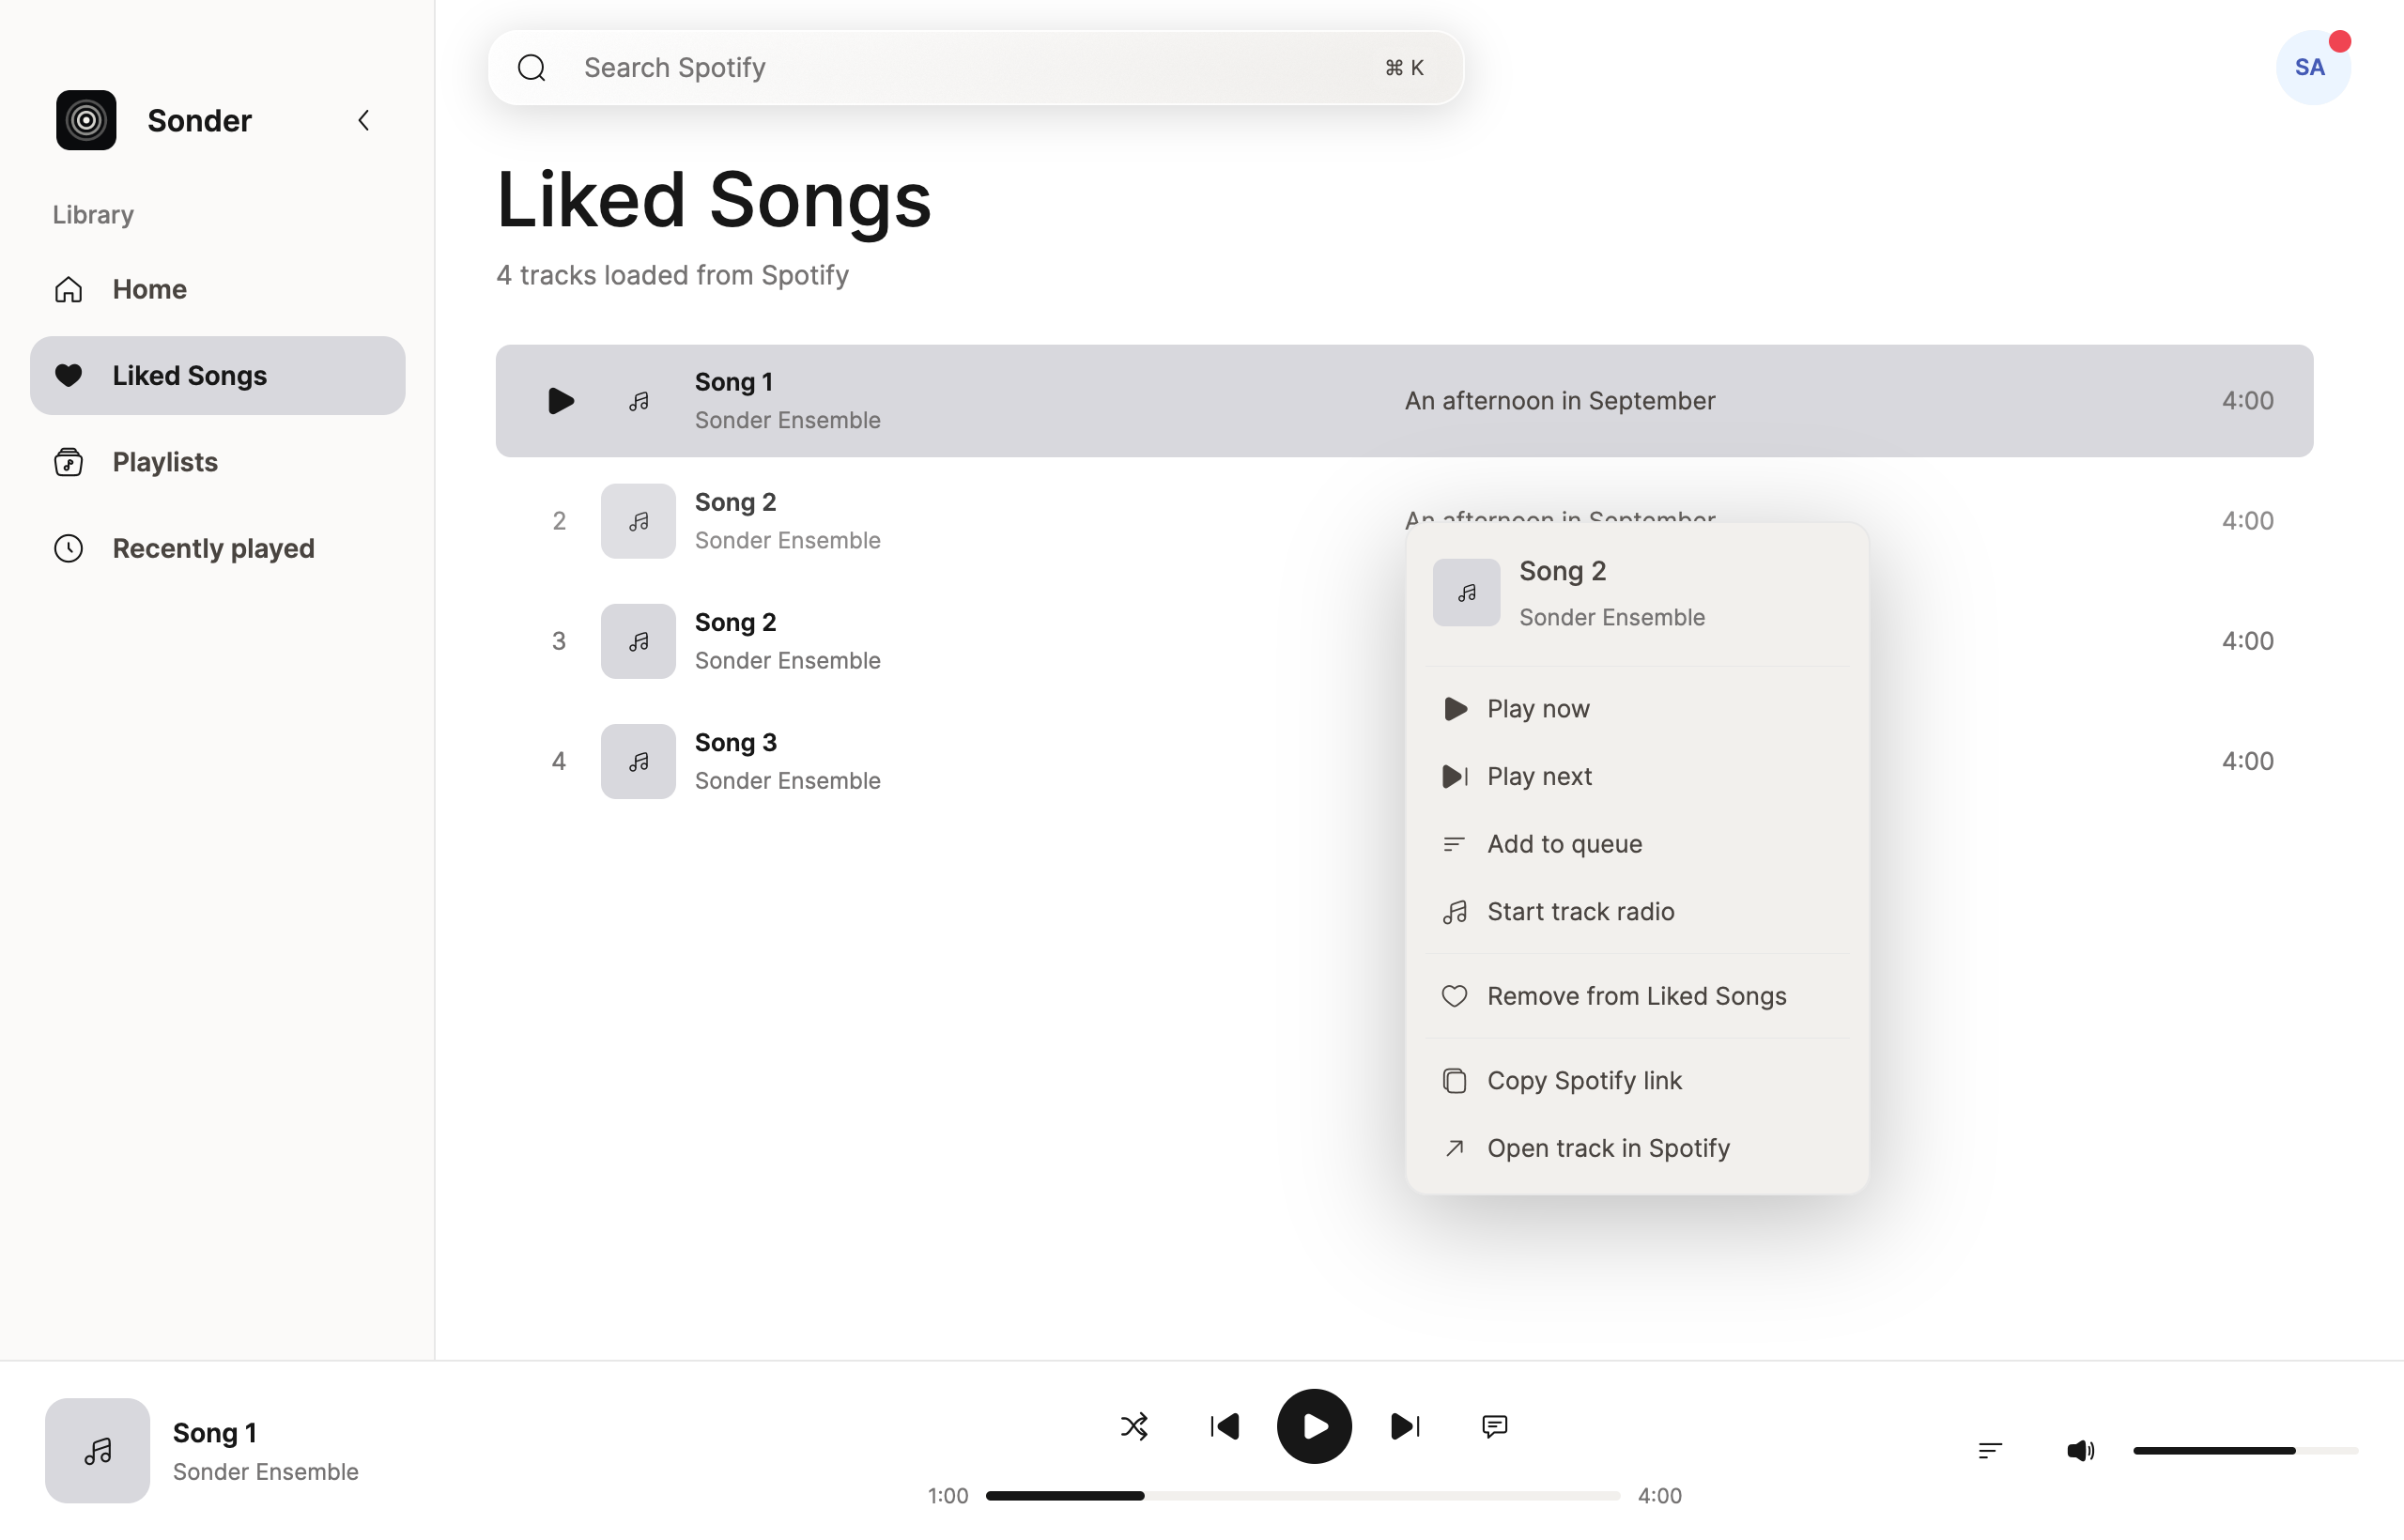 Search Spotify
⌘ K
SA
Sonder
Library
Home
Liked Songs
Playlists
Recently played
Liked Songs
4 tracks loaded from Spotify
Song 1
Sonder Ensemble
An afternoon in September
4:00
2
Song 2
Sonder Ensemble
An afternoon in September
4:00
3
Song 2
Sonder Ensemble
4:00
4
Song 3
Sonder Ensemble
4:00
Song 2
Sonder Ensemble
Play now
Play next
Add to queue
Start track radio
Remove from Liked Songs
Copy Spotify link
Open track in Spotify
Song 1
Sonder Ensemble
1:00
4:00